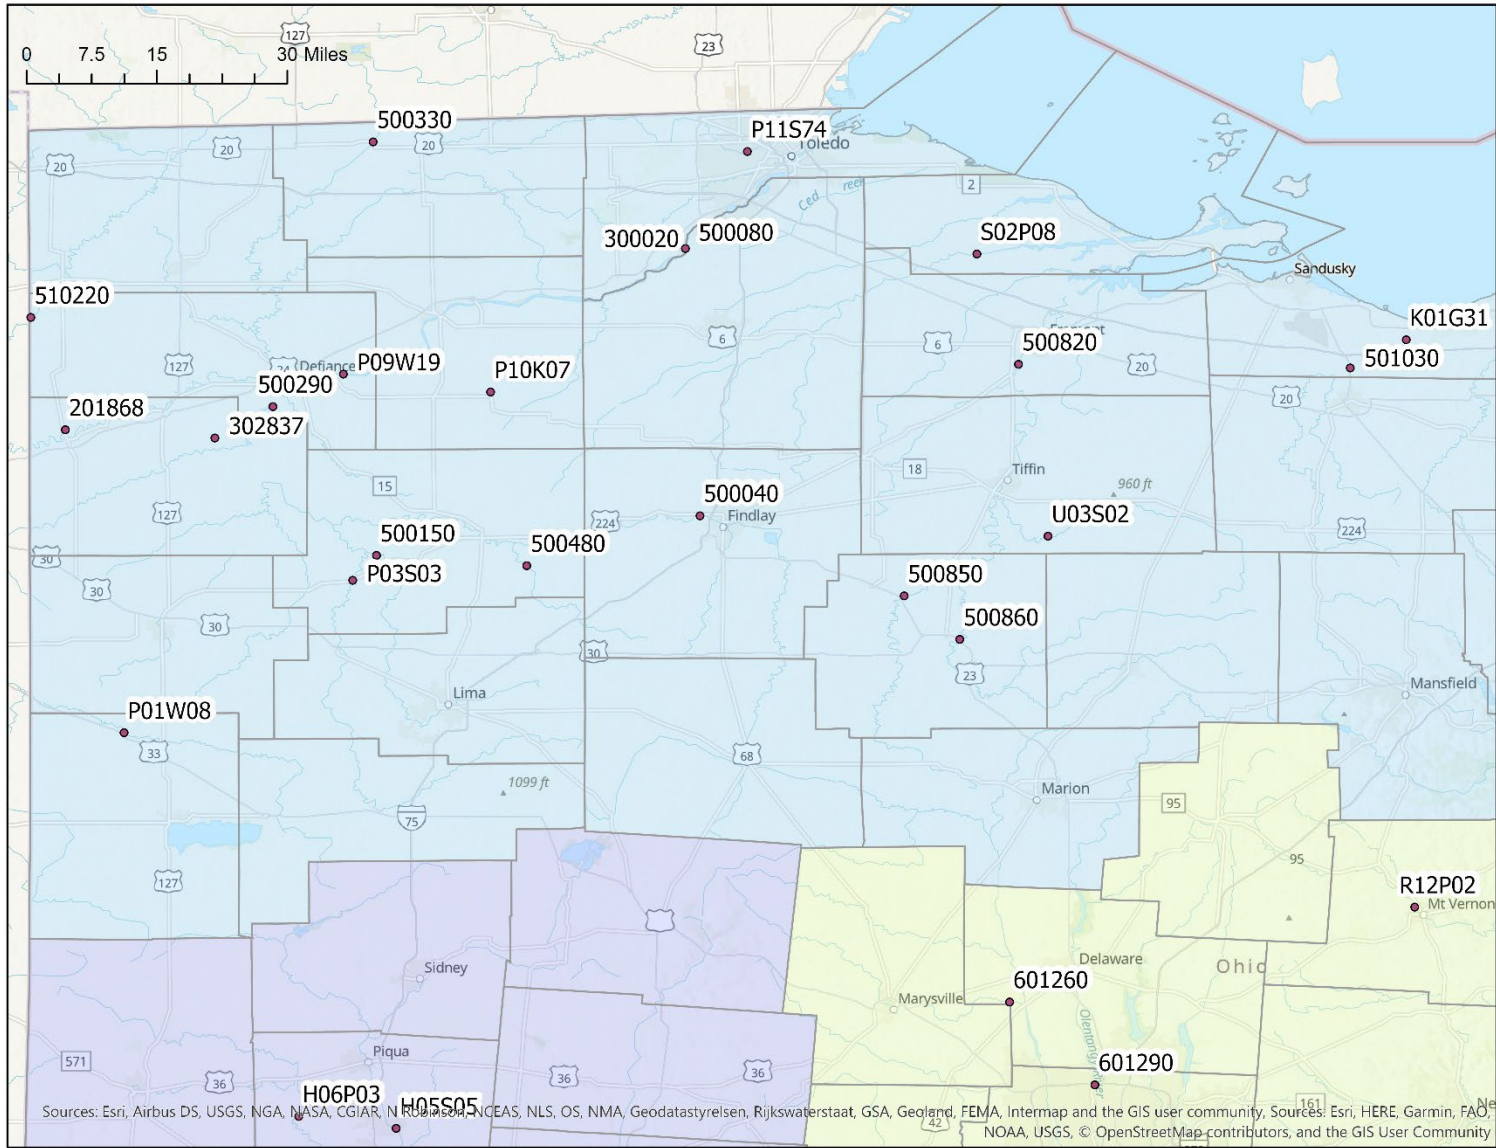 127
23
0 7.5 15 30 Miles
500330
20
20
20
P11S74
Toledo
2
300020
500080
S02P08
Sandusky
510220
K01G31
6
6
127
Defiance
P09W19
500820
20
501030
P10K07
500290
201868
302837
20
18
Tiffin
960 ft
15
500040
Findlay
127
224
U03S02
224
500150
500480
30
P03S03
30
500850
30
500860
30
23
Lima
Mansfield
P01W08
33
68
1099 ft
Marion
95
75
95
127
R12P02
Mt Vernon
Delaware
Ohio
Sidney
601260
Marysville
Olentangy River
Piqua
571
36
36
36
601290
H06P03
H05S05
161
42
Sources: Esri, Airbus DS, USGS, NGA, NASA, CGIAR, N Robinson, NCEAS, NLS, OS, NMA, Geodatastyrelsen, Rijkswaterstaat, GSA, Geoland, FEMA, Intermap and the GIS user community, Sources: Esri, HERE, Garmin, FAO,
NOAA, USGS, © OpenStreetMap contributors, and the GIS User Community